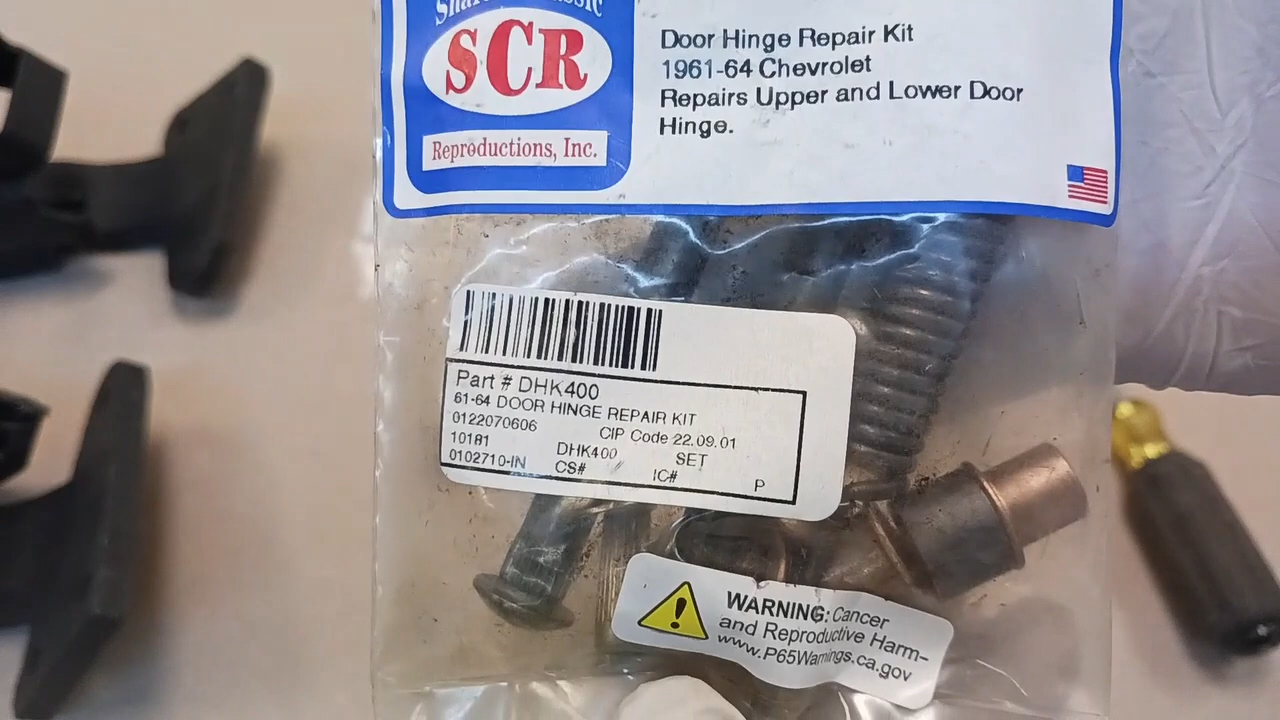 SCR
Reproductions, Inc.
Door Hinge Repair Kit
1961-64 Chevrolet
Repairs Upper and Lower Door
Hinge.
Part # DHK400
61-64 DOOR HINGE REPAIR KIT
0122070606 CIP Code 22.09.01
10181 DHK400 SET
0102710-IN CS# IC# P
WARNING: Cancer
and Reproductive Harm-
www.P65Warnings.ca.gov